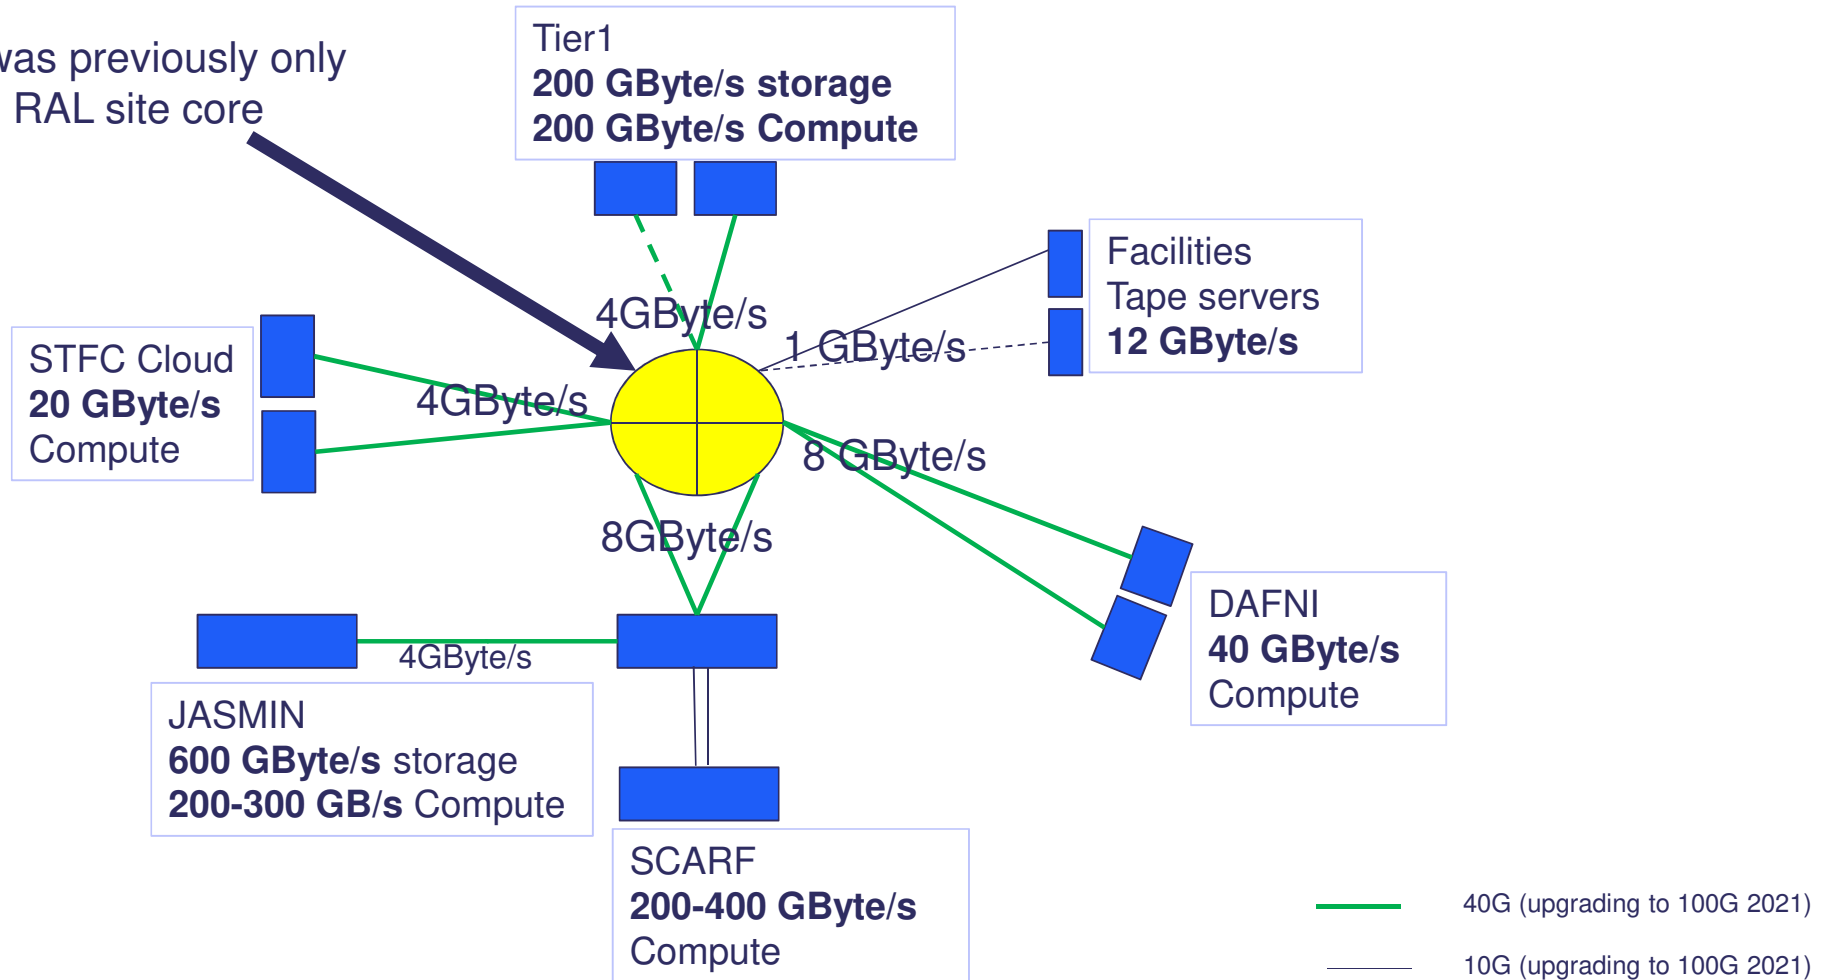 was previously only
RAL site core
Tier1
200 GByte/s storage
200 GByte/s Compute
4GByte/s
1 GByte/s
Facilities
Tape servers
12 GByte/s
STFC Cloud
20 GByte/s
Compute
4GByte/s
8 GByte/s
8GByte/s
4GByte/s
DAFNI
40 GByte/s
Compute
JASMIN
600 GByte/s storage
200-300 GB/s Compute
SCARF
200-400 GByte/s
Compute
40G (upgrading to 100G 2021)
10G (upgrading to 100G 2021)